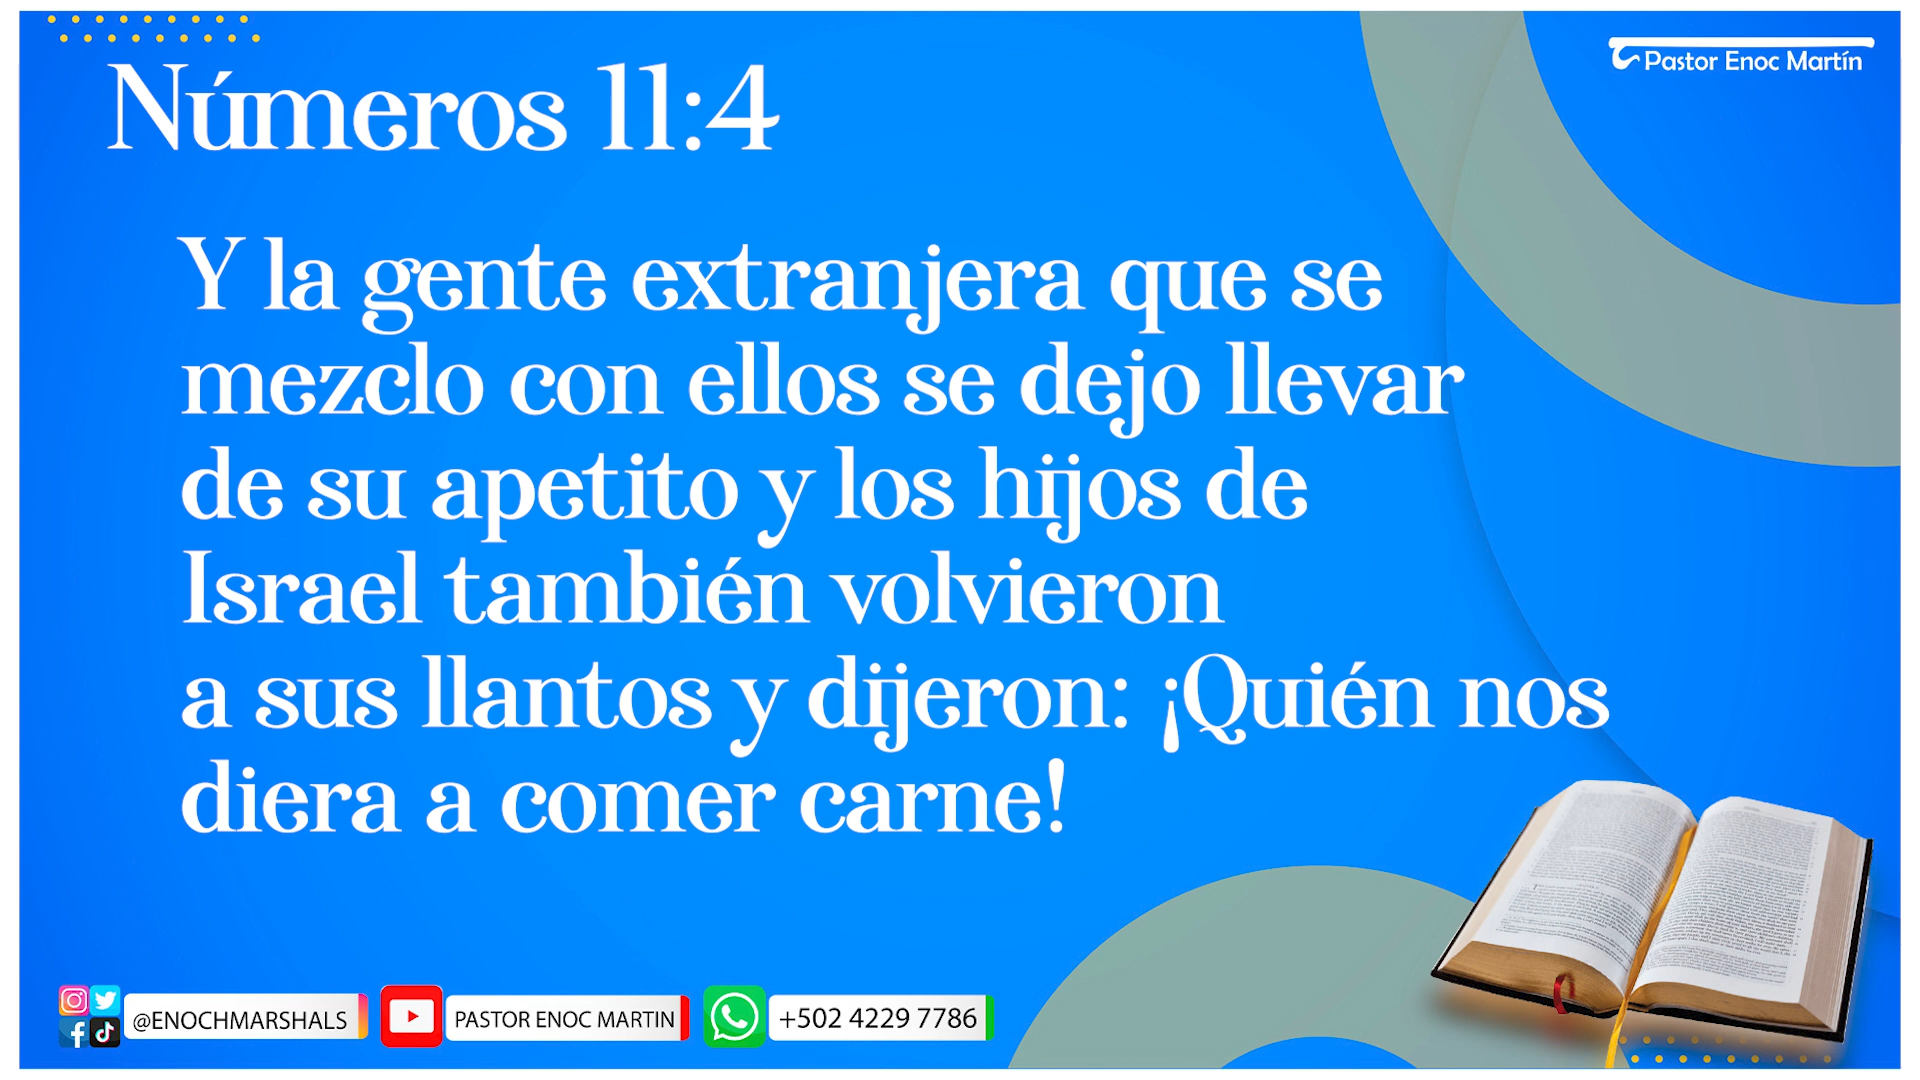 Pastor Enoc Martín
Números 11:4
Y la gente extranjera que se
mezclo con ellos se dejo llevar
de su apetito y los hijos de
Israel también volvieron
a sus llantos y dijeron: ¡Quién nos
diera a comer carne!
@ENOCHMARSHALS
PASTOR ENOC MARTIN
+502 4229 7786